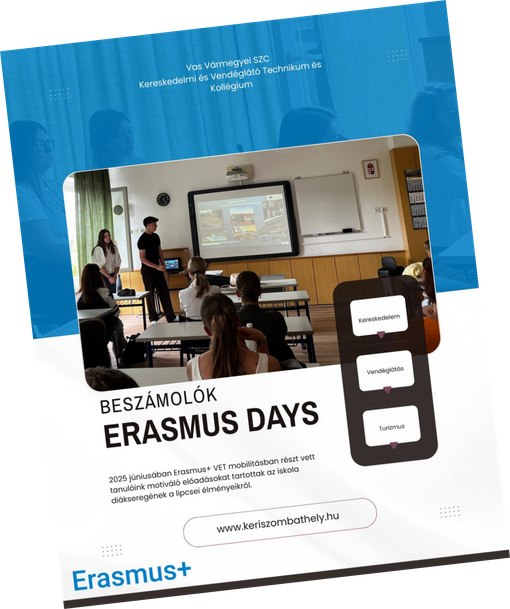 Vas Vármegyei SZC
Kereskedelmi és Vendéglátó Technikum és
Kollégium
Kereskedelem
Vendéglátós
Turizmus
BESZÁMOLÓK
ERASMUS DAYS
2025 júniusában Erasmus+ VET mobilitásban részt vett
tanulóink motiváló előadásokat tartottak az iskola
diákseregének a lipcsei élményeikről.
www.keriszombathely.hu
Erasmus+